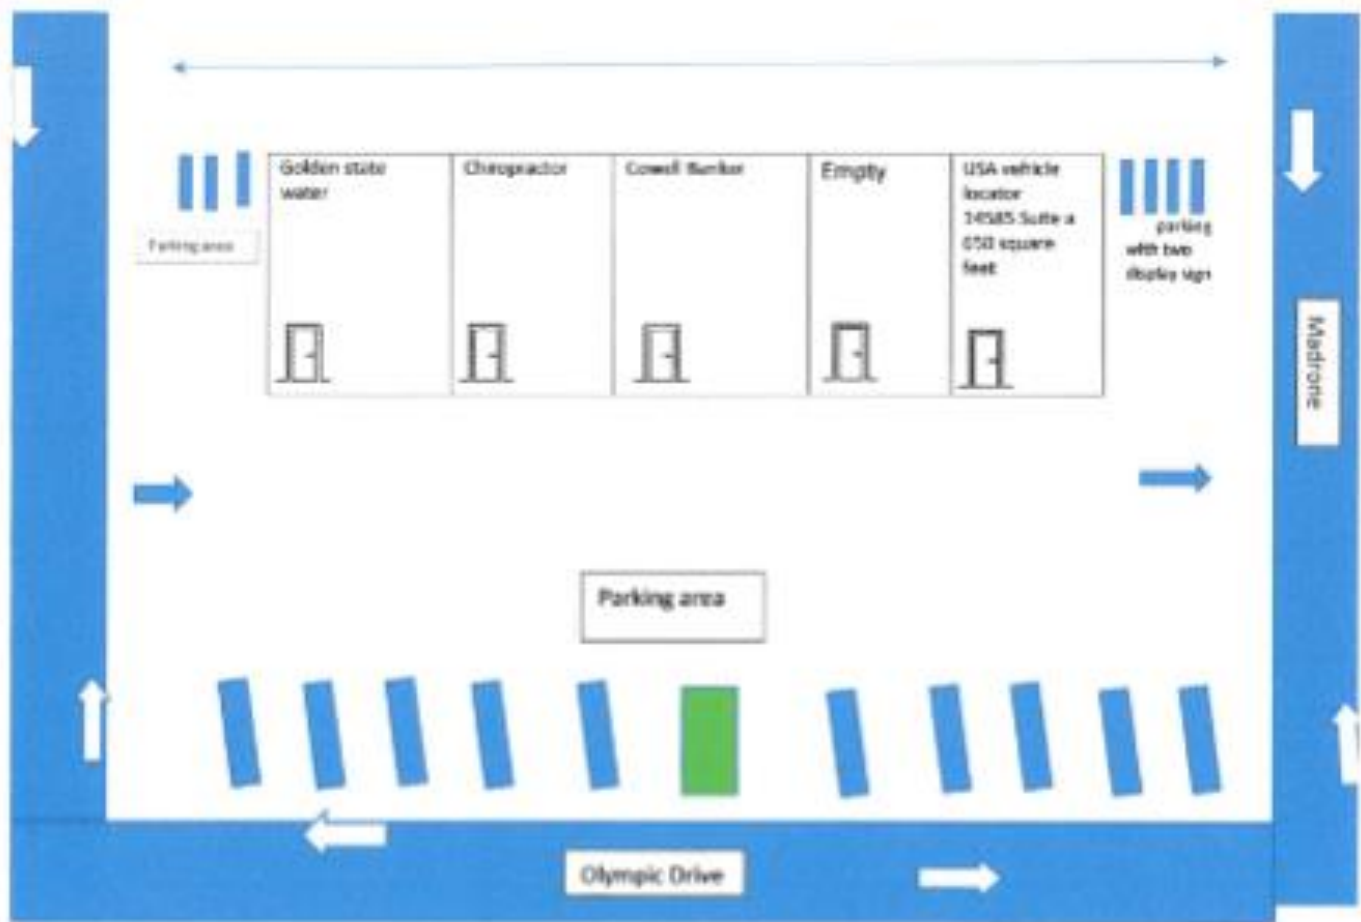 Golden state
water
Chiropractor
Cowell Banker
Empty
USA vehicle
locator
14585 Suite a
650 square
feet
Parking area
parking
with two
display sign
Madrone
Parking area
Olympic Drive